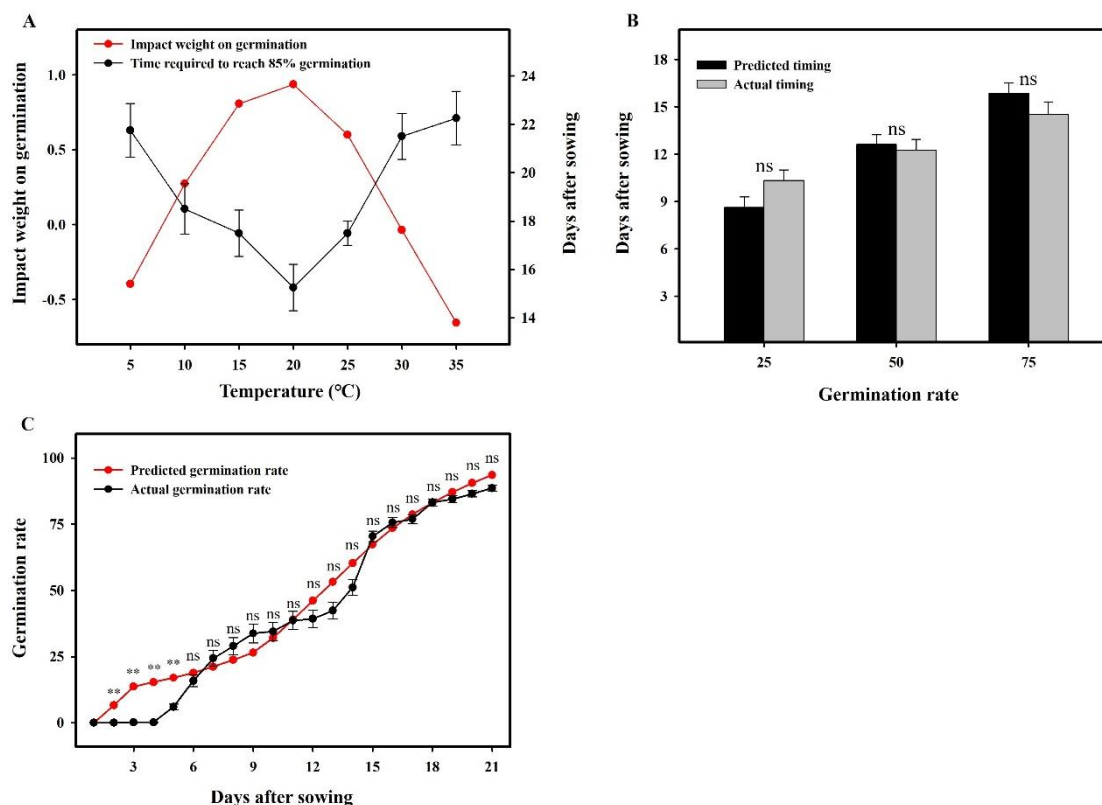 A
Impact weight on germination
Time required to reach 85% germination
1.0
0.5
0.0
-0.5
Impact weight on germination
24
22
20
18
16
14
Days after sowing
5 10 15 20 25 30 35
Temperature (°C)
B
Predicted timing
Actual timing
18
15
12
9
6
3
Days after sowing
ns ns ns
25 50 75
Germination rate
C
Predicted germination rate
Actual germination rate
100
75
50
25
0
Germination rate
** ** ** ** ns ns ns ns ns ns ns ns ns ns ns ns ns ns ns ns
3 6 9 12 15 18 21
Days after sowing